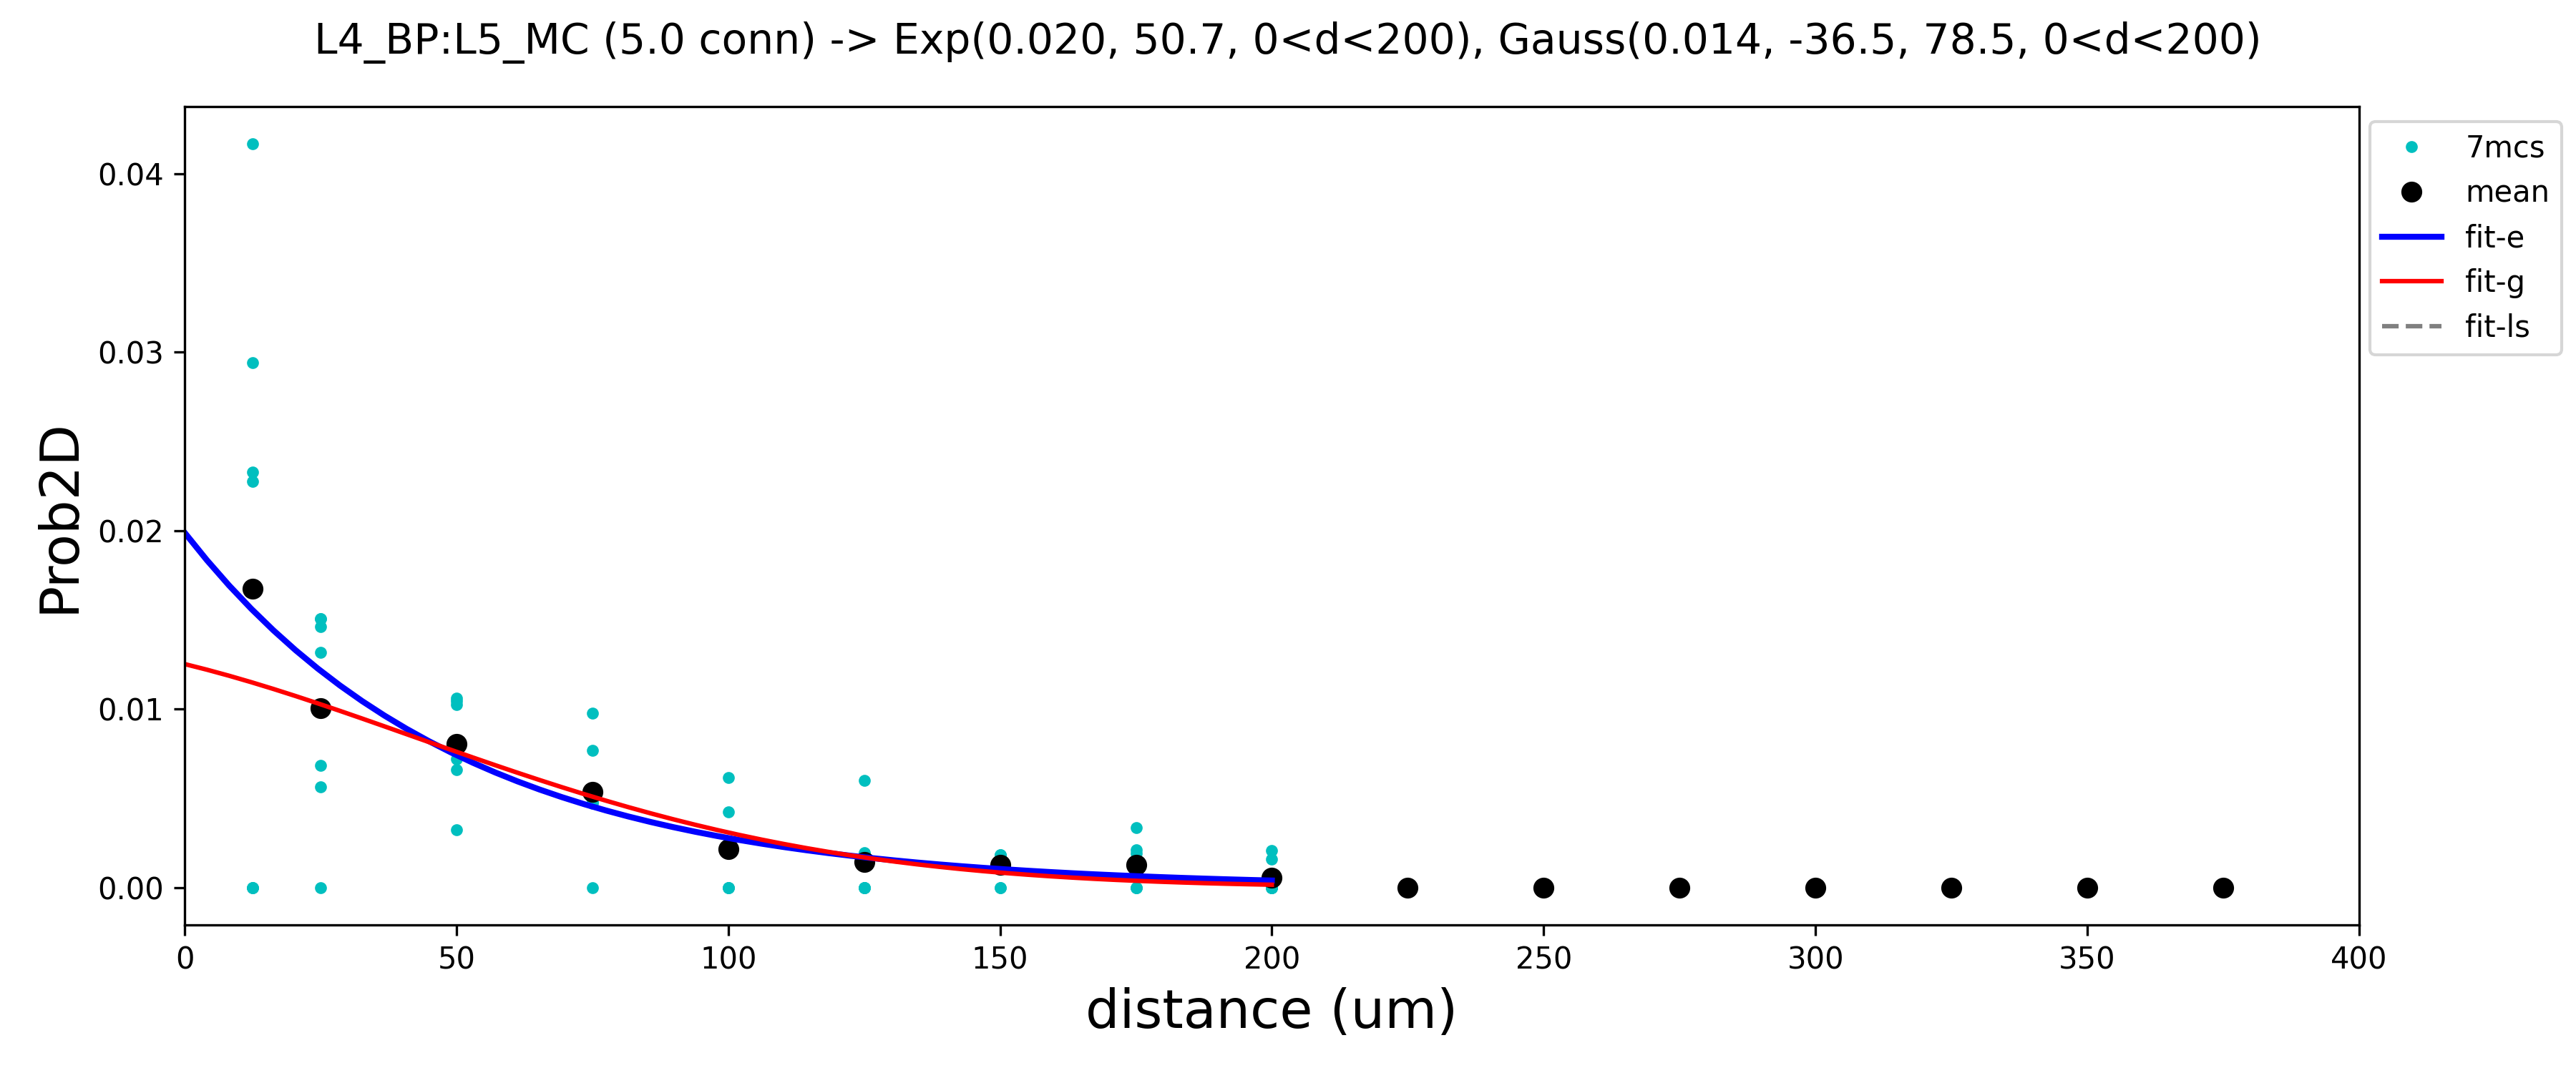 L4_BP:L5_MC (5.0 conn) -> Exp(0.020, 50.7, 0<d<200), Gauss(0.014, -36.5, 78.5, 0<d<200)
7mcs
mean
fit-e
fit-g
fit-ls
Prob2D
0.04
0.03
0.02
0.01
0.00
0 50 100 150 200 250 300 350 400
distance (um)